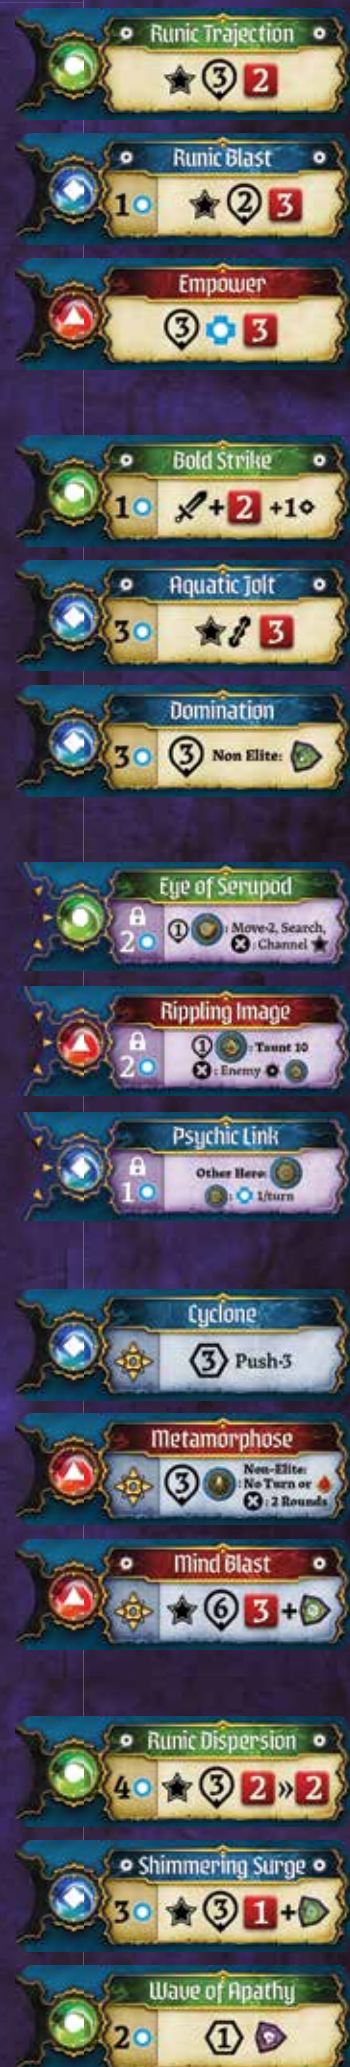 Runic Trajection
3 2
Runic Blast
1 2 3
Empower
3 3
Bold Strike
1 + 2 +1
Aquatic Jolt
3 3
Domination
3 3 Non Elite:
Eye of Serupod
2 1 : Move-2, Search,
: Channel
Rippling Image
2 1 : Taunt 10
: Enemy
Psychic Link
1 Other Hero:
: 1/turn
Cyclone
3 Push-3
Metamorphose
3 Non-Elite:
: No Turn or
: 2 Rounds
Mind Blast
6 3 +
Runic Dispersion
4 3 2 » 2
Shimmering Surge
3 3 1 +
Wave of Apathy
2 1